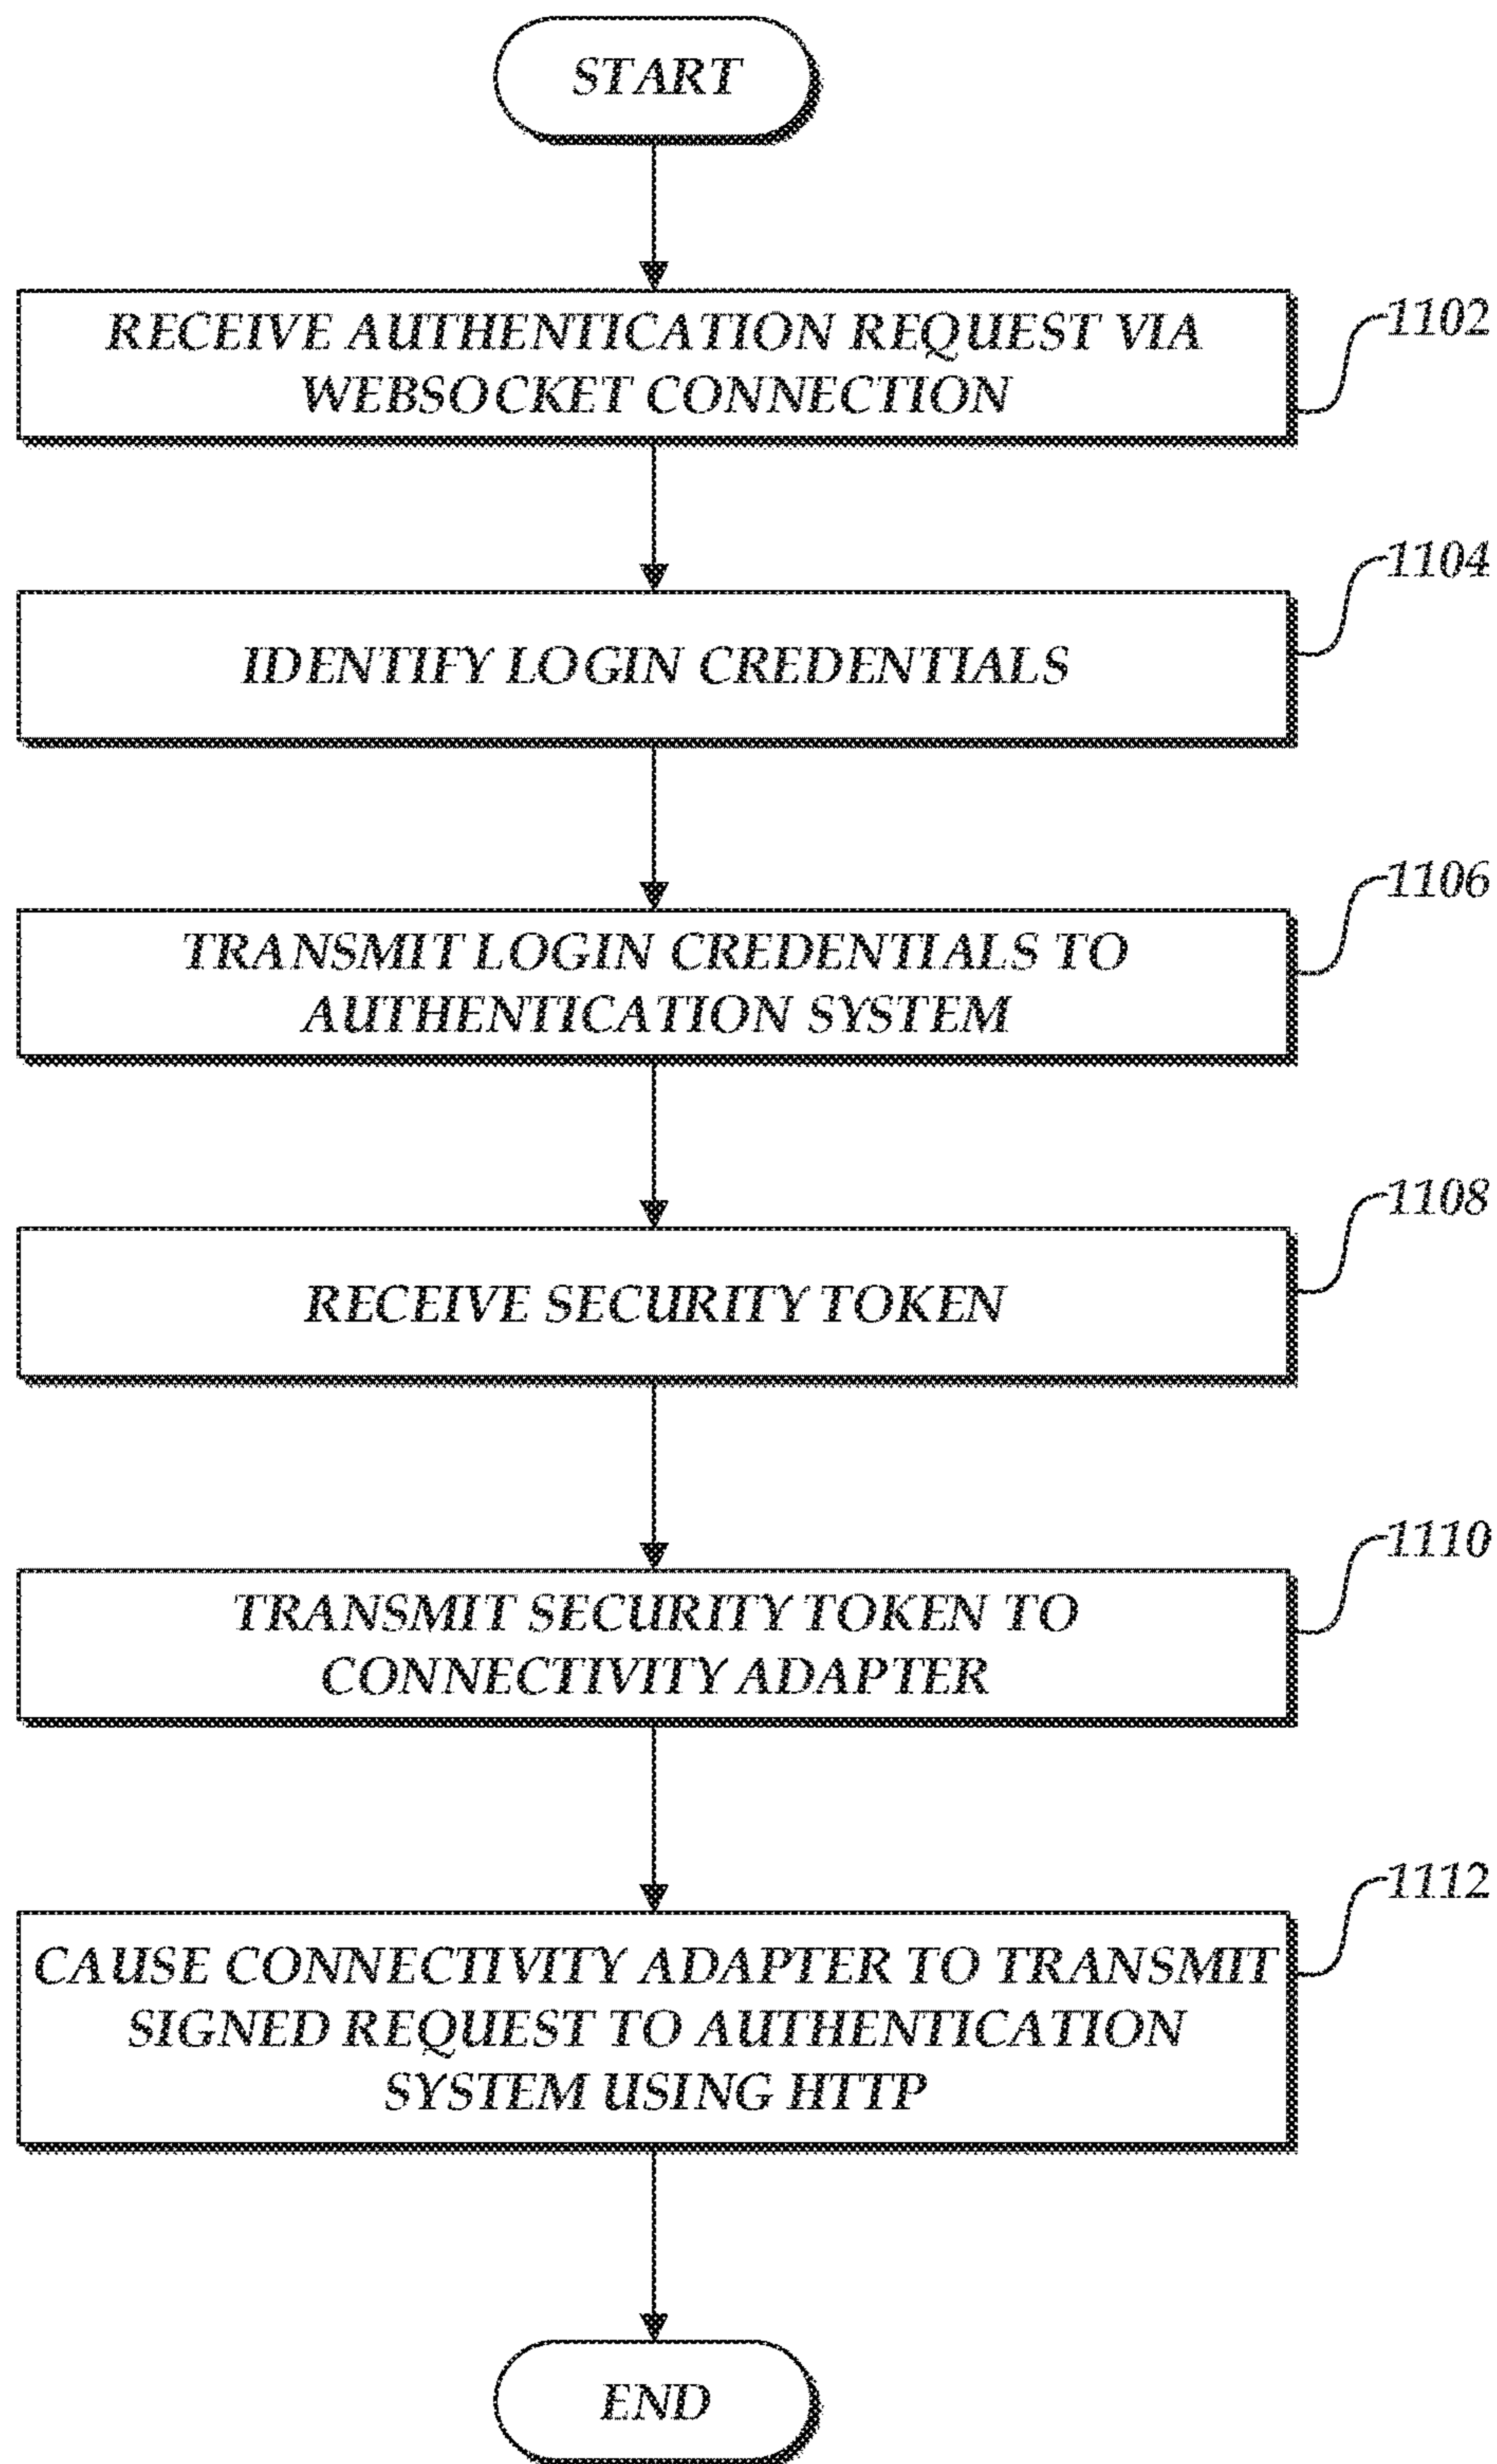 START
RECEIVE AUTHENTICATION REQUEST VIA
WEBSOCKET CONNECTION
1102
IDENTIFY LOGIN CREDENTIALS
1104
TRANSMIT LOGIN CREDENTIALS TO
AUTHENTICATION SYSTEM
1106
RECEIVE SECURITY TOKEN
1108
TRANSMIT SECURITY TOKEN TO
CONNECTIVITY ADAPTER
1110
CAUSE CONNECTIVITY ADAPTER TO TRANSMIT
SIGNED REQUEST TO AUTHENTICATION
SYSTEM USING HTTP
1112
END